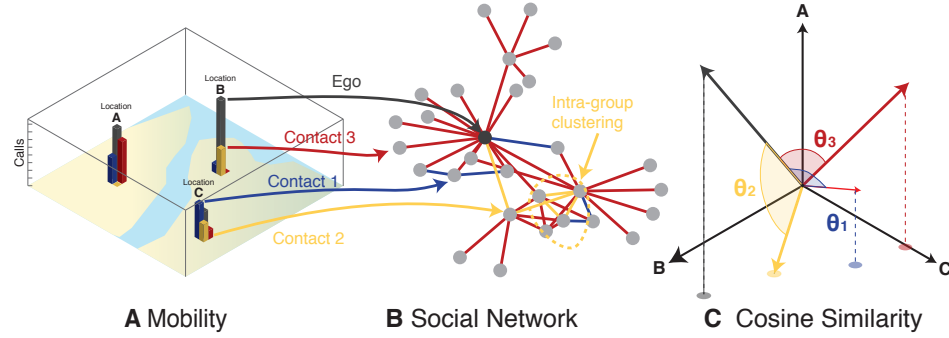 Calls
Location
A
Location
B
Location
C
Ego
Contact 3
Contact 1
Contact 2
Intra-group
clustering
A
B
C
θ3
θ2
θ1
A Mobility
B Social Network
C Cosine Similarity